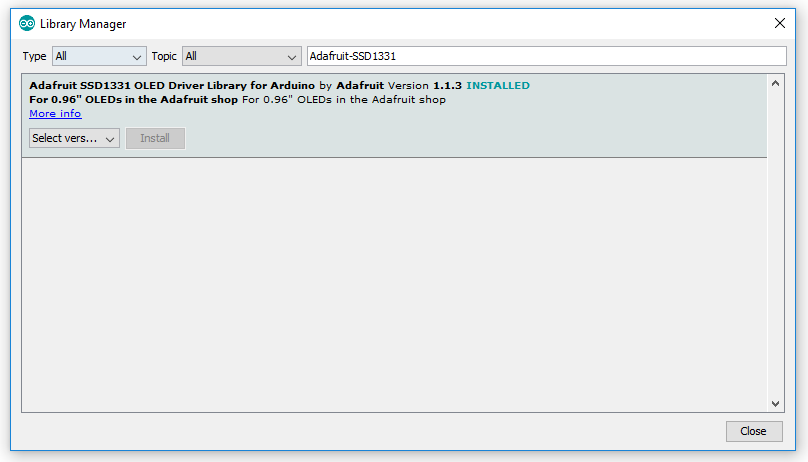 Library Manager
Type All Topic All Adafruit-SSD1331
Adafruit SSD1331 OLED Driver Library for Arduino by Adafruit Version 1.1.3 INSTALLED
For 0.96" OLEDs in the Adafruit shop For 0.96" OLEDs in the Adafruit shop
More info
Select vers... Install
Close